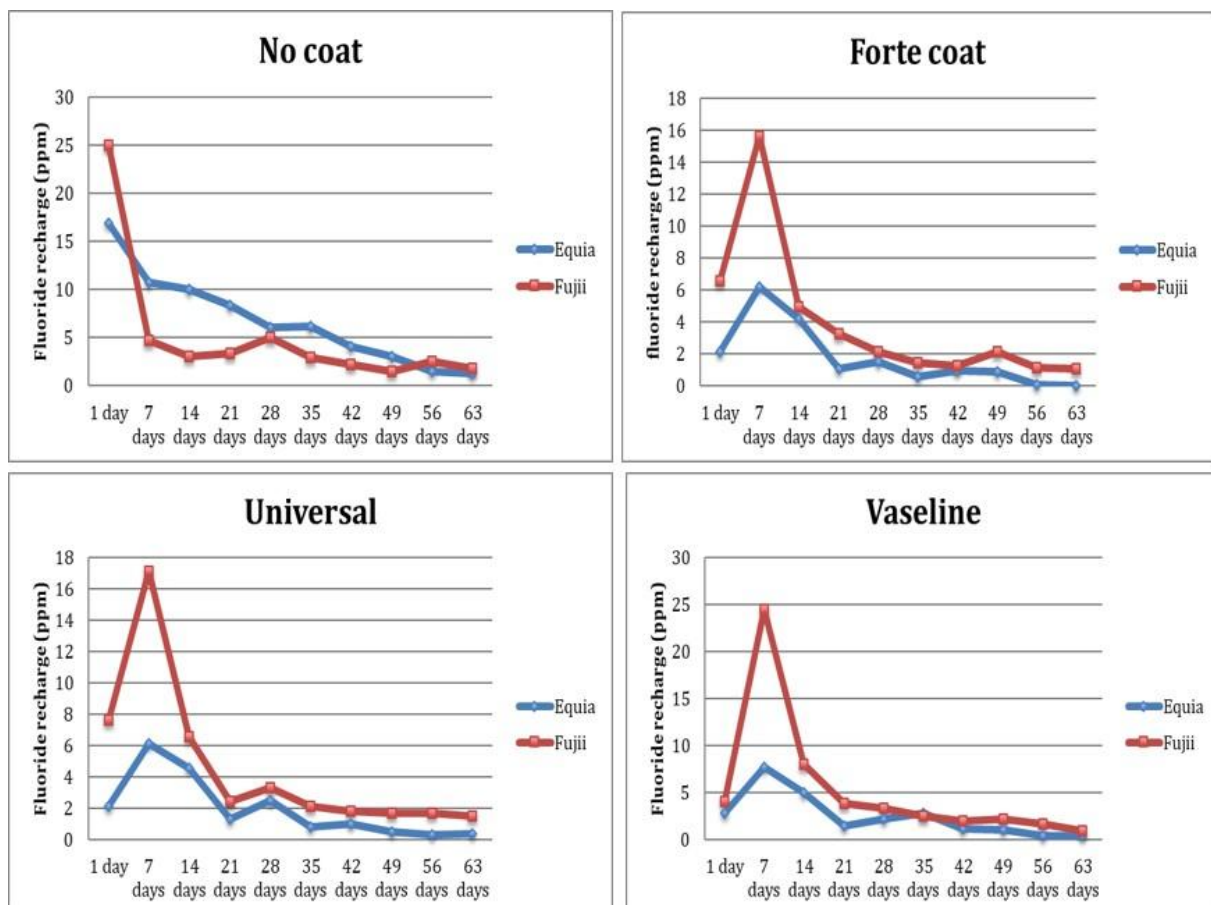 No coat
Fluoride recharge (ppm)
30
25
20
15
10
5
0
1 day 7 days 14 days 21 days 28 days 35 days 42 days 49 days 56 days 63 days
Equia
Fujii
Forte coat
fluoride recharge (ppm)
18
16
14
12
10
8
6
4
2
0
1 day 7 days 14 days 21 days 28 days 35 days 42 days 49 days 56 days 63 days
Equia
Fujii
Universal
Fluoride recharge (ppm)
18
16
14
12
10
8
6
4
2
0
1 day 7 days 14 days 21 days 28 days 35 days 42 days 49 days 56 days 63 days
Equia
Fujii
Vaseline
Fluoride recharge (ppm)
30
25
20
15
10
5
0
1 day 7 days 14 days 21 days 28 days 35 days 42 days 49 days 56 days 63 days
Equia
Fujii